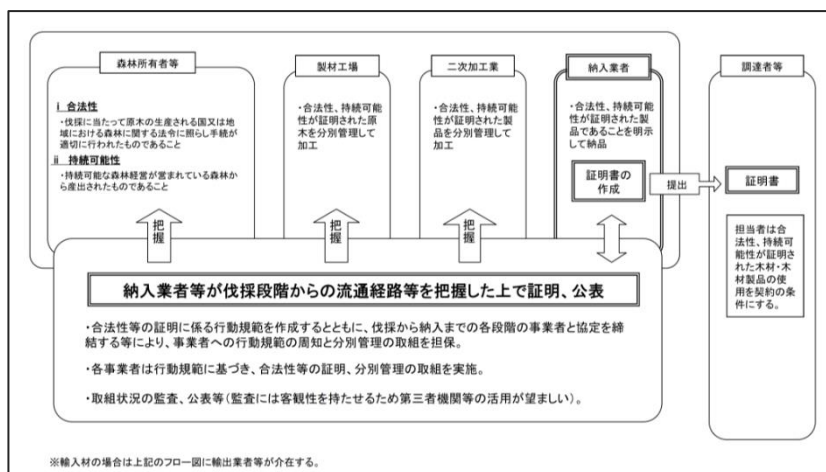 森林所有者等
ⅰ 合法性
・伐採に当たって原木の生産される国又は地
域における森林に関する法令に照らし手続が
適切に行われたものであること
ⅱ 持続可能性
・持続可能な森林経営が営まれている森林か
ら産出されたものであること
製材工場
・合法性、持続可能
性が証明された原
木を分別管理して
加工
二次加工業
・合法性、持続可能
性が証明された製
品を分別管理して
加工
納入業者
・合法性、持続可能
性が証明された製
品であることを明示
して納品
証明書の
作成
提出
調達者等
証明書
担当者は合
法性、持続可
能性が証明
された木材・木
材製品の使
用を契約の条
件にする。
把握
把握
把握
納入業者等が伐採段階からの流通経路等を把握した上で証明、公表
・合法性等の証明に係る行動規範を作成するとともに、伐採から納入までの各段階の事業者と協定を締
結する等により、事業者への行動規範の周知と分別管理の取組を担保。
・各事業者は行動規範に基づき、合法性等の証明、分別管理の取組を実施。
・取組状況の監査、公表等(監査には客観性を持たせるため第三者機関等の活用が望ましい)。
※輸入材の場合は上記のフロー図に輸出業者等が介在する。